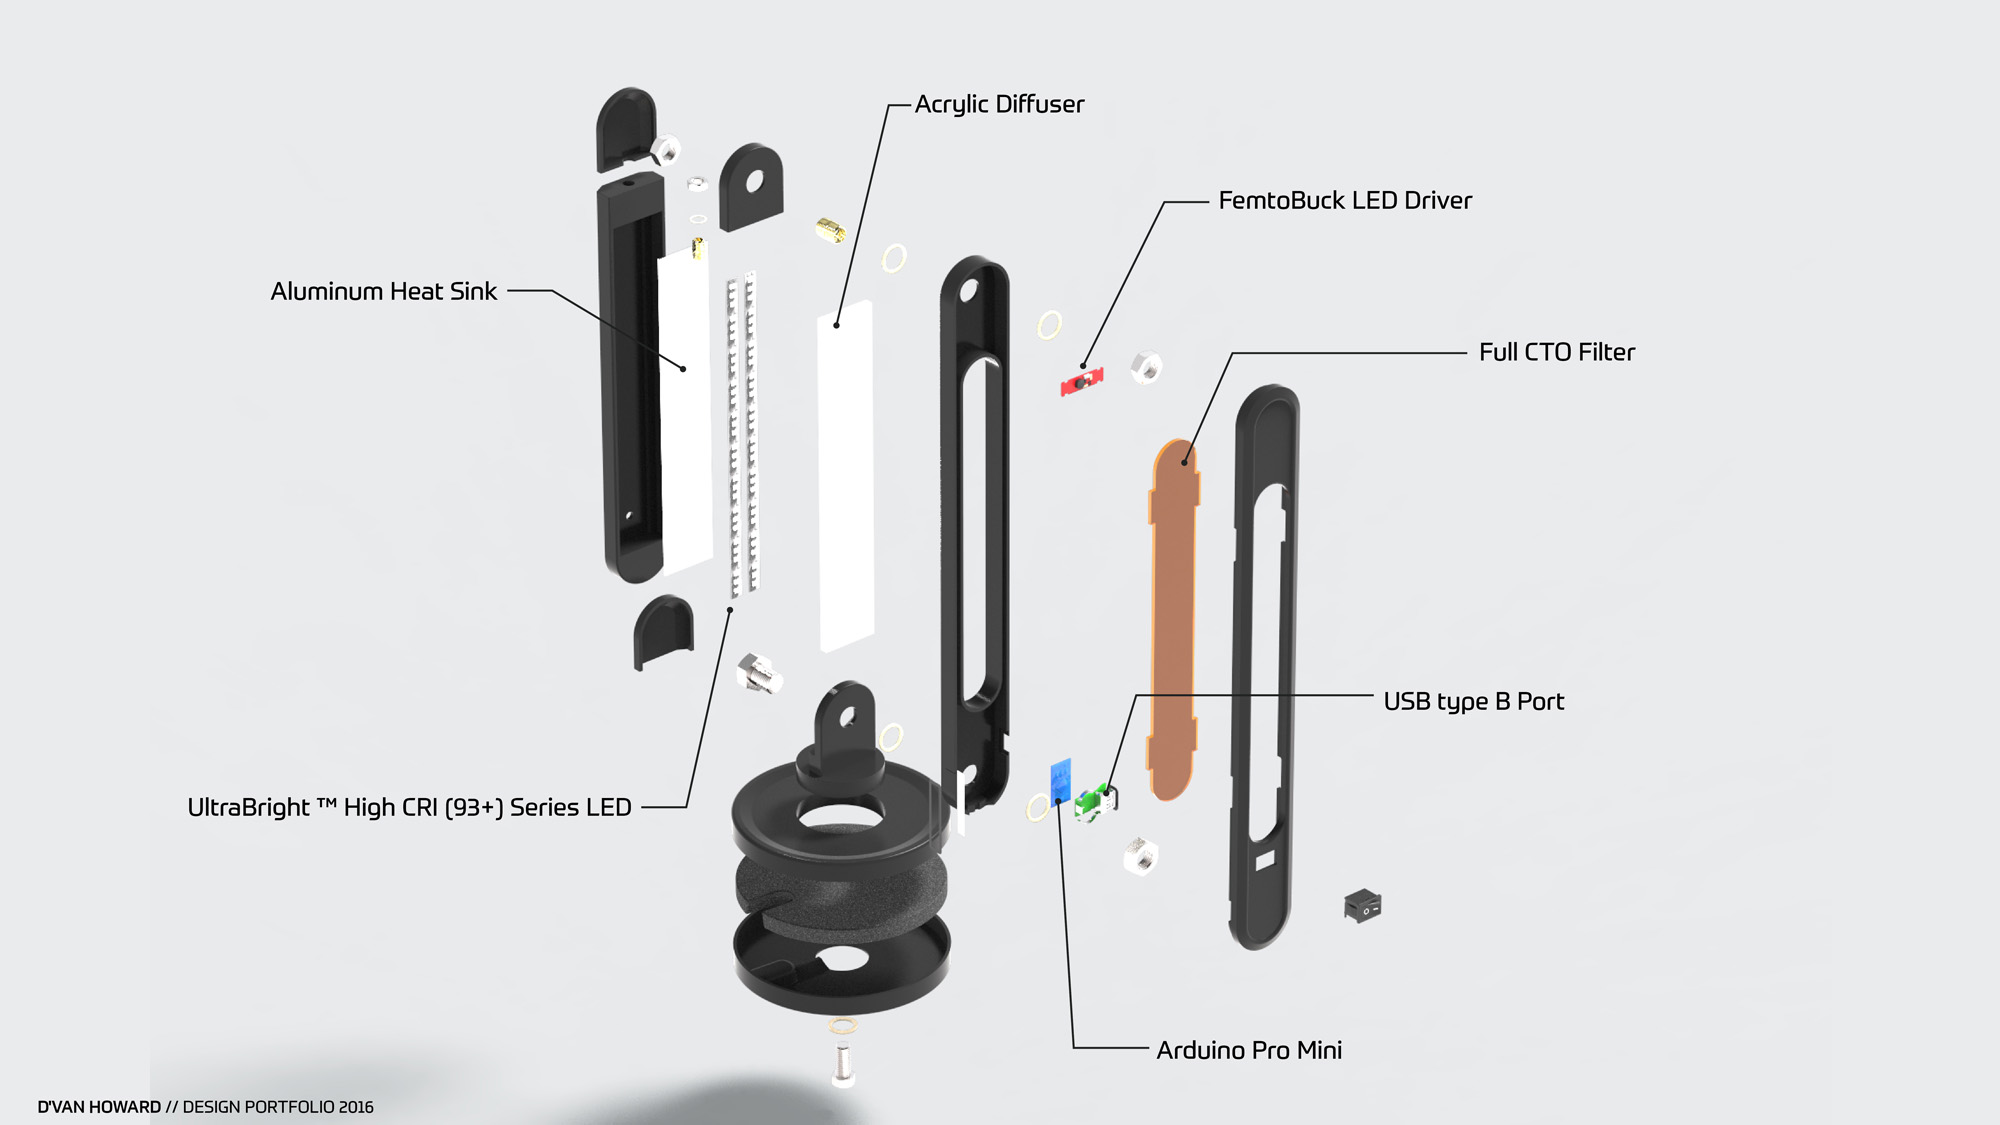 Acrylic Diffuser
FemtoBuck LED Driver
Aluminum Heat Sink
Full CTO Filter
USB type B Port
UltraBright ™ High CRI (93+) Series LED
Arduino Pro Mini
D'VAN HOWARD // DESIGN PORTFOLIO 2016